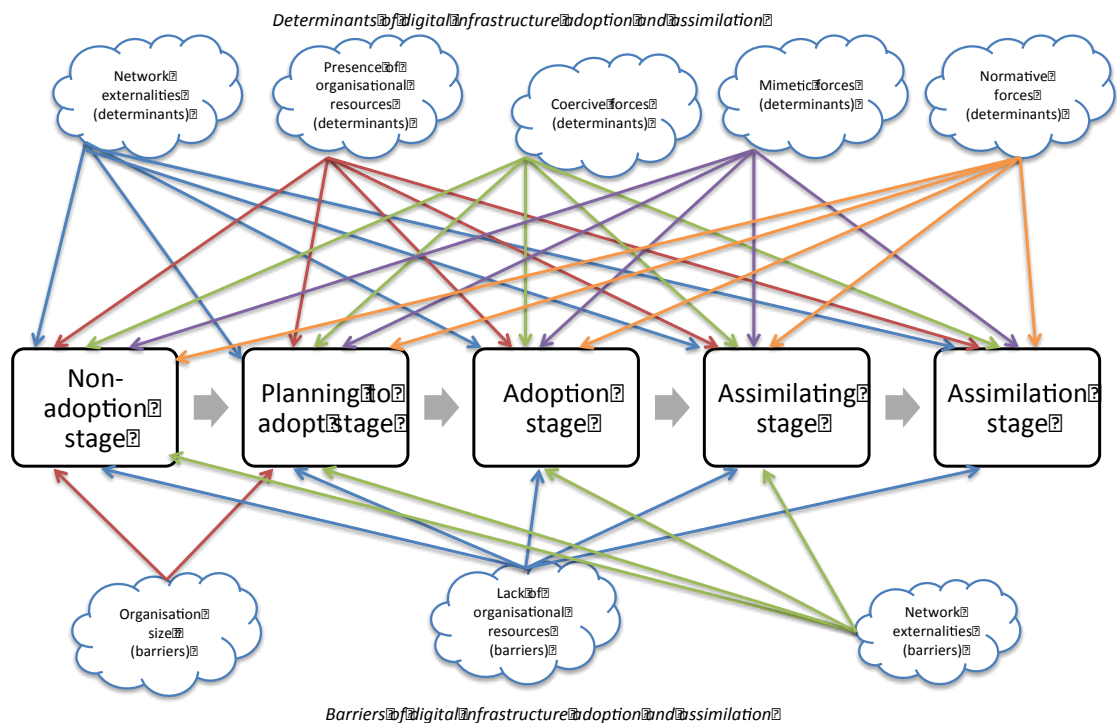 Determinants of digital infrastructure adoption and assimilation
Network
externalities
(determinants)
Presence of
organisational
resources
(determinants)
Coercive forces
(determinants)
Mimetic forces
(determinants)
Normative
forces
(determinants)
Non-
adoption
stage
Planning to
adopt stage
Adoption
stage
Assimilating
stage
Assimilation
stage
Organisation
size
(barriers)
Lack of
organisational
resources
(barriers)
Network
externalities
(barriers)
Barriers of digital infrastructure adoption and assimilation